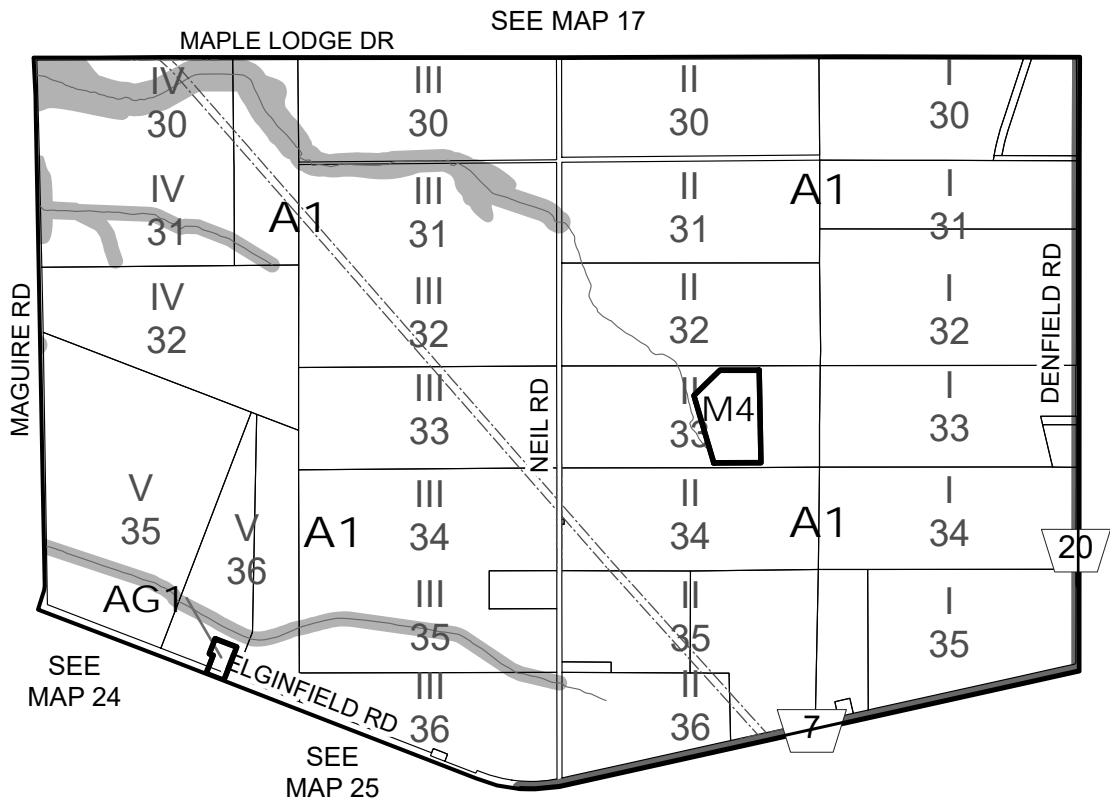 SEE MAP 17
MAPLE LODGE DR
IV
30
III
30
II
30
I
30
IV
31
A1
III
31
II
31
A1
I
31
IV
32
III
32
II
32
I
32
MAGUIRE RD
DENFIELD RD
III
33
NEIL RD
II
33
M4
I
33
V
35
V
36
A1
III
34
II
34
A1
I
34
20
AG1
III
35
II
35
I
35
SEE
MAP 24
ELGINFIELD RD
III
36
II
36
7
SEE
MAP 25